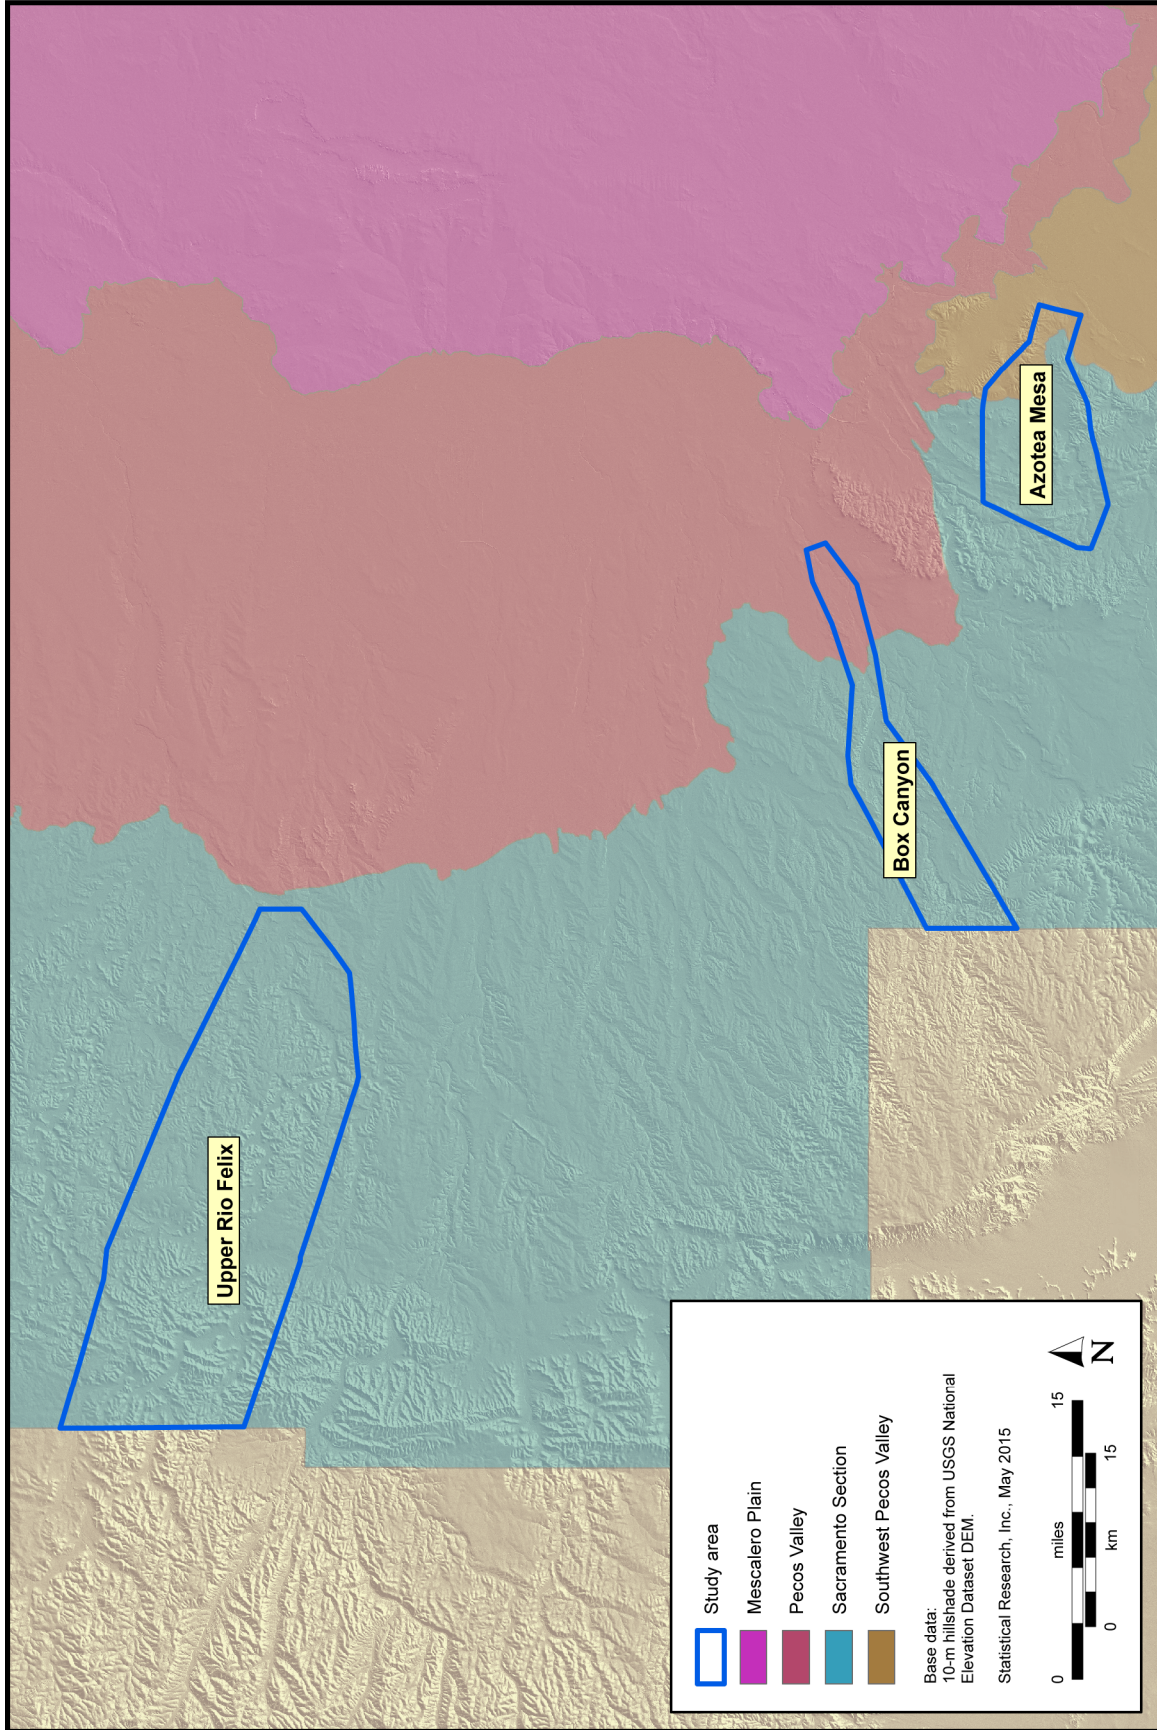 Upper Rio Felix
Box Canyon
Azotea Mesa
Study area
Mescalero Plain
Pecos Valley
Sacramento Section
Southwest Pecos Valley
Base data:
10-m hillshade derived from USGS National
Elevation Dataset DEM.
Statistical Research, Inc., May 2015
0 miles 15
0 km 15
N